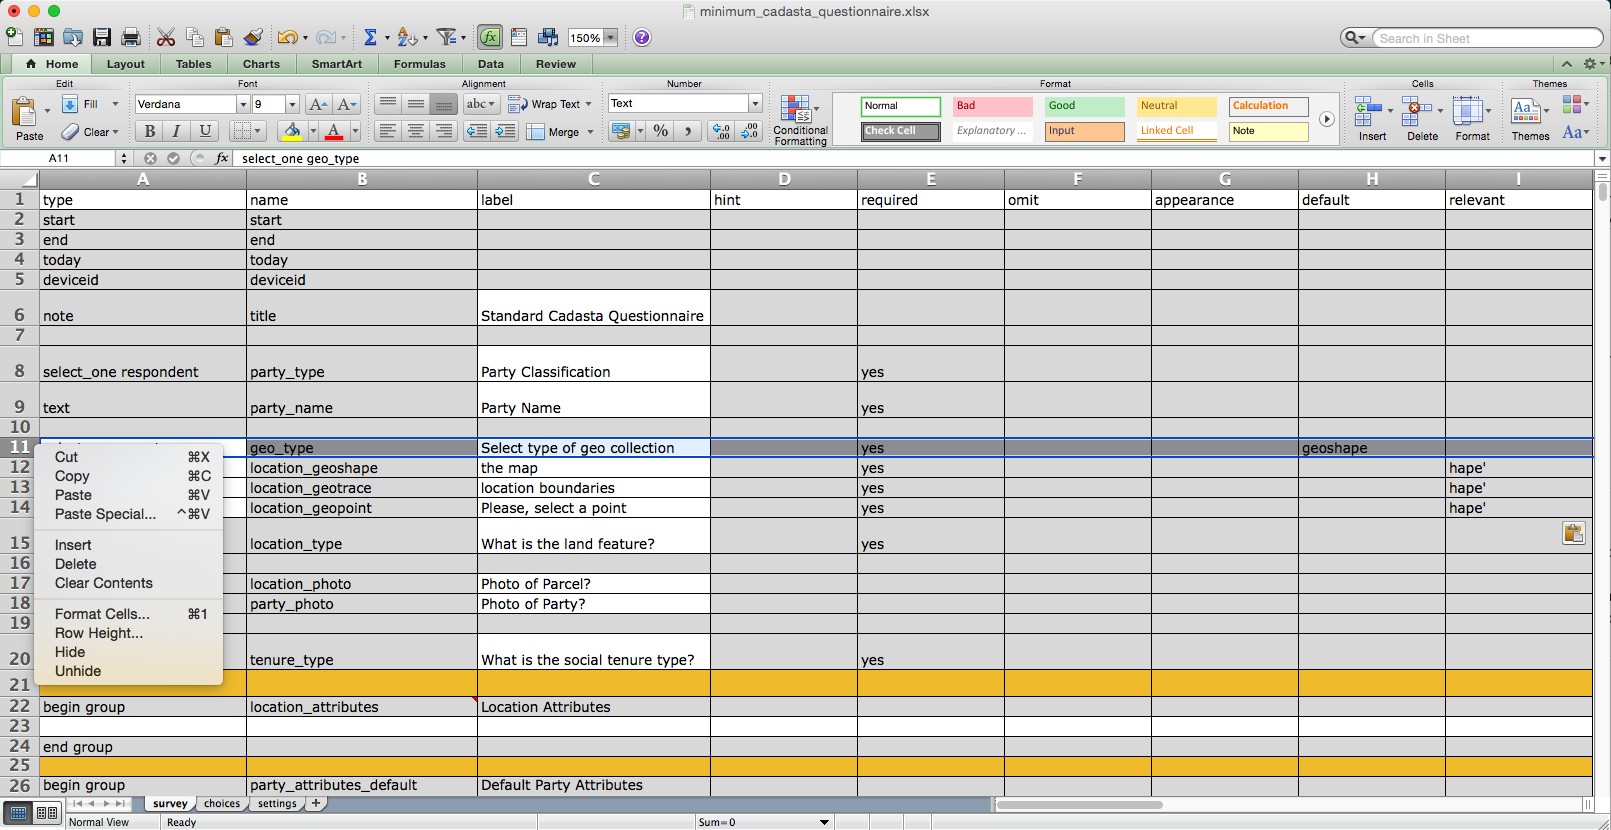 minimum_cadasta_questionnaire.xlsx
150%
Search in Sheet
Home Layout Tables Charts SmartArt Formulas Data Review
Edit Font Alignment Number Format Cells Themes
Fill Verdana 9 A A abc Wrap Text Text Normal Bad Good Neutral Calculation
Paste Clear B I U A Merge % Conditional Formatting Check Cell Explanatory ... Input Linked Cell Note Insert Delete Format Themes Aa
A11 fx select_one geo_type
A B C D E F G H I
1 type name label hint required omit appearance default relevant
2 start start
3 end end
4 today today
5 deviceid deviceid
6 note title Standard Cadasta Questionnaire
7
8 select_one respondent party_type Party Classification yes
9 text party_name Party Name yes
10
11 geo_type Select type of geo collection yes geoshape
12 location_geoshape the map yes hape'
13 location_geotrace location boundaries yes hape'
14 location_geopoint Please, select a point yes hape'
15 location_type What is the land feature? yes
16
17 location_photo Photo of Parcel?
18 party_photo Photo of Party?
19
20 tenure_type What is the social tenure type? yes
21
22 begin group location_attributes Location Attributes
23
24 end group
25
26 begin group party_attributes_default Default Party Attributes
Cut ⌘X
Copy ⌘C
Paste ⌘V
Paste Special... ^⌘V
Insert
Delete
Clear Contents
Format Cells... ⌘1
Row Height...
Hide
Unhide
survey choices settings +
Normal View Ready Sum=0